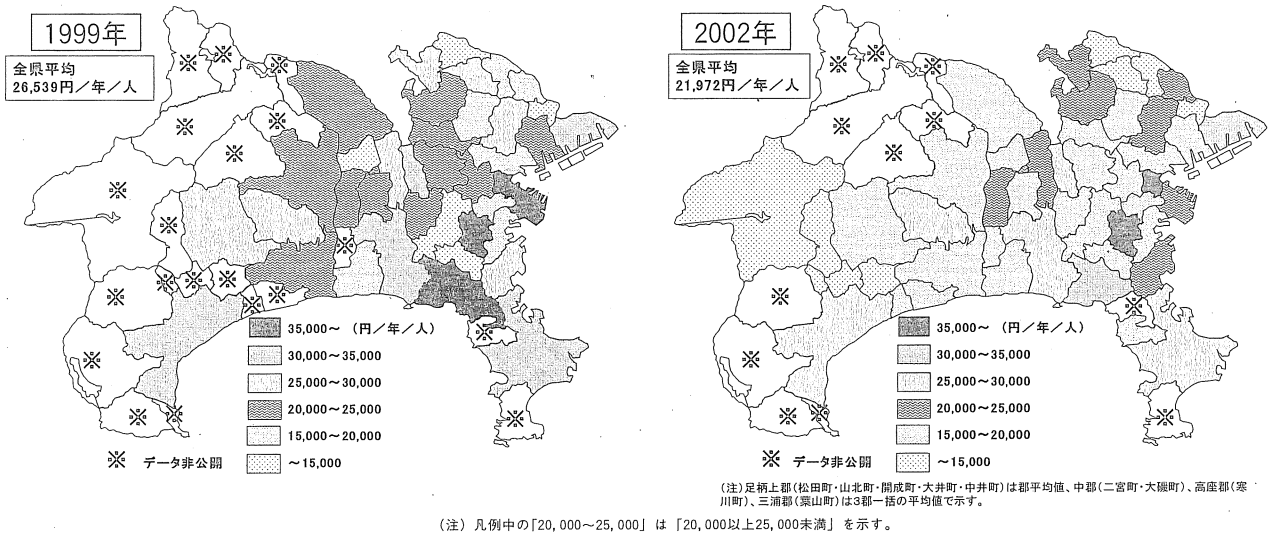 1999年
全県平均
26,539円／年／人
35,000～（円／年／人）
30,000～35,000
25,000～30,000
20,000～25,000
15,000～20,000
～15,000
※ データ非公開
2002年
全県平均
21,972円／年／人
35,000～（円／年／人）
30,000～35,000
25,000～30,000
20,000～25,000
15,000～20,000
～15,000
※ データ非公開
（注）足柄上郡（松田町・山北町・開成町・大井町・中井町）は郡平均値、中郡（二宮町・大磯町）、高座郡（寒
川町）、三浦郡（葉山町）は3郡一括の平均値で示す。
（注）凡例中の「20,000～25,000」は「20,000以上25,000未満」を示す。